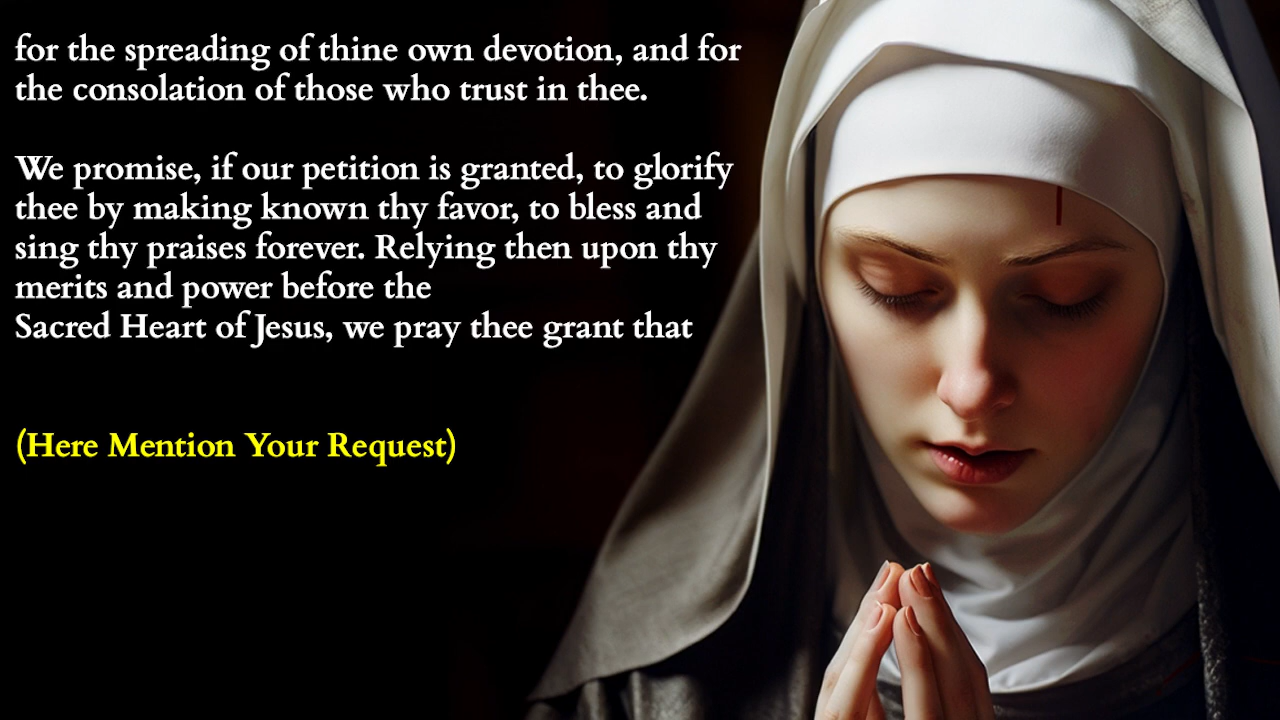 for the spreading of thine own devotion, and for
the consolation of those who trust in thee.
We promise, if our petition is granted, to glorify
thee by making known thy favor, to bless and
sing thy praises forever. Relying then upon thy
merits and power before the
Sacred Heart of Jesus, we pray thee grant that
(Here Mention Your Request)